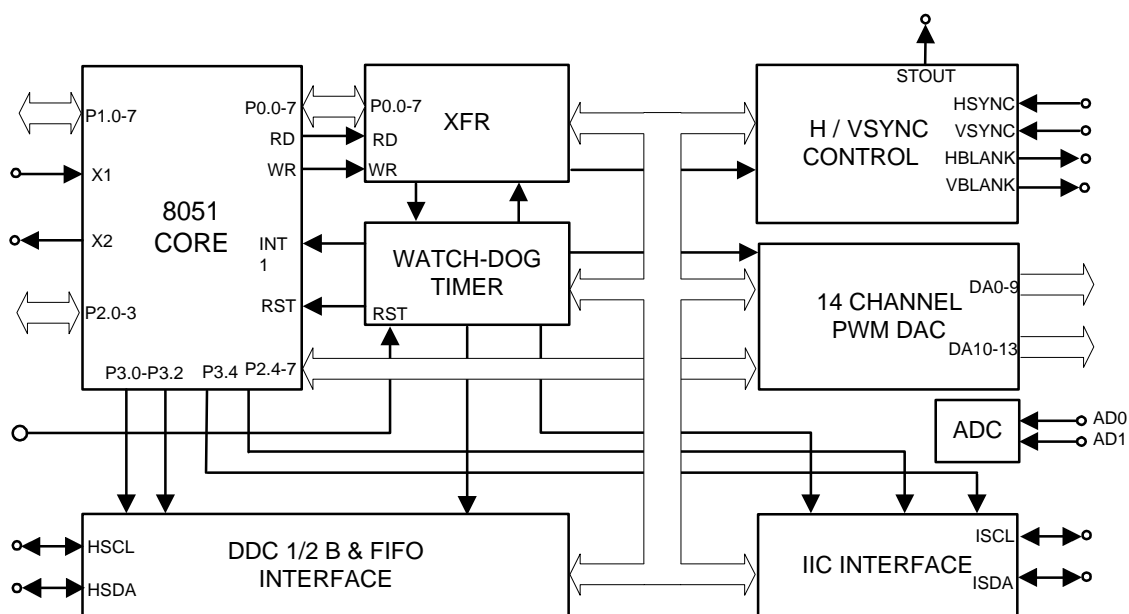 STOUT
P1.0-7
P0.0-7
P0.0-7
XFR
HSYNC
RD
RD
H / VSYNC
CONTROL
VSYNC
HBLANK
WR
WR
VBLANK
X1
8051
CORE
X2
INT
1
WATCH-DOG
TIMER
RST
RST
P2.0-3
14 CHANNEL
PWM DAC
DA0-9
DA10-13
P3.0-P3.2
P3.4
P2.4-7
ADC
AD0
AD1
HSCL
HSDA
DDC 1/2 B & FIFO
INTERFACE
IIC INTERFACE
ISCL
ISDA